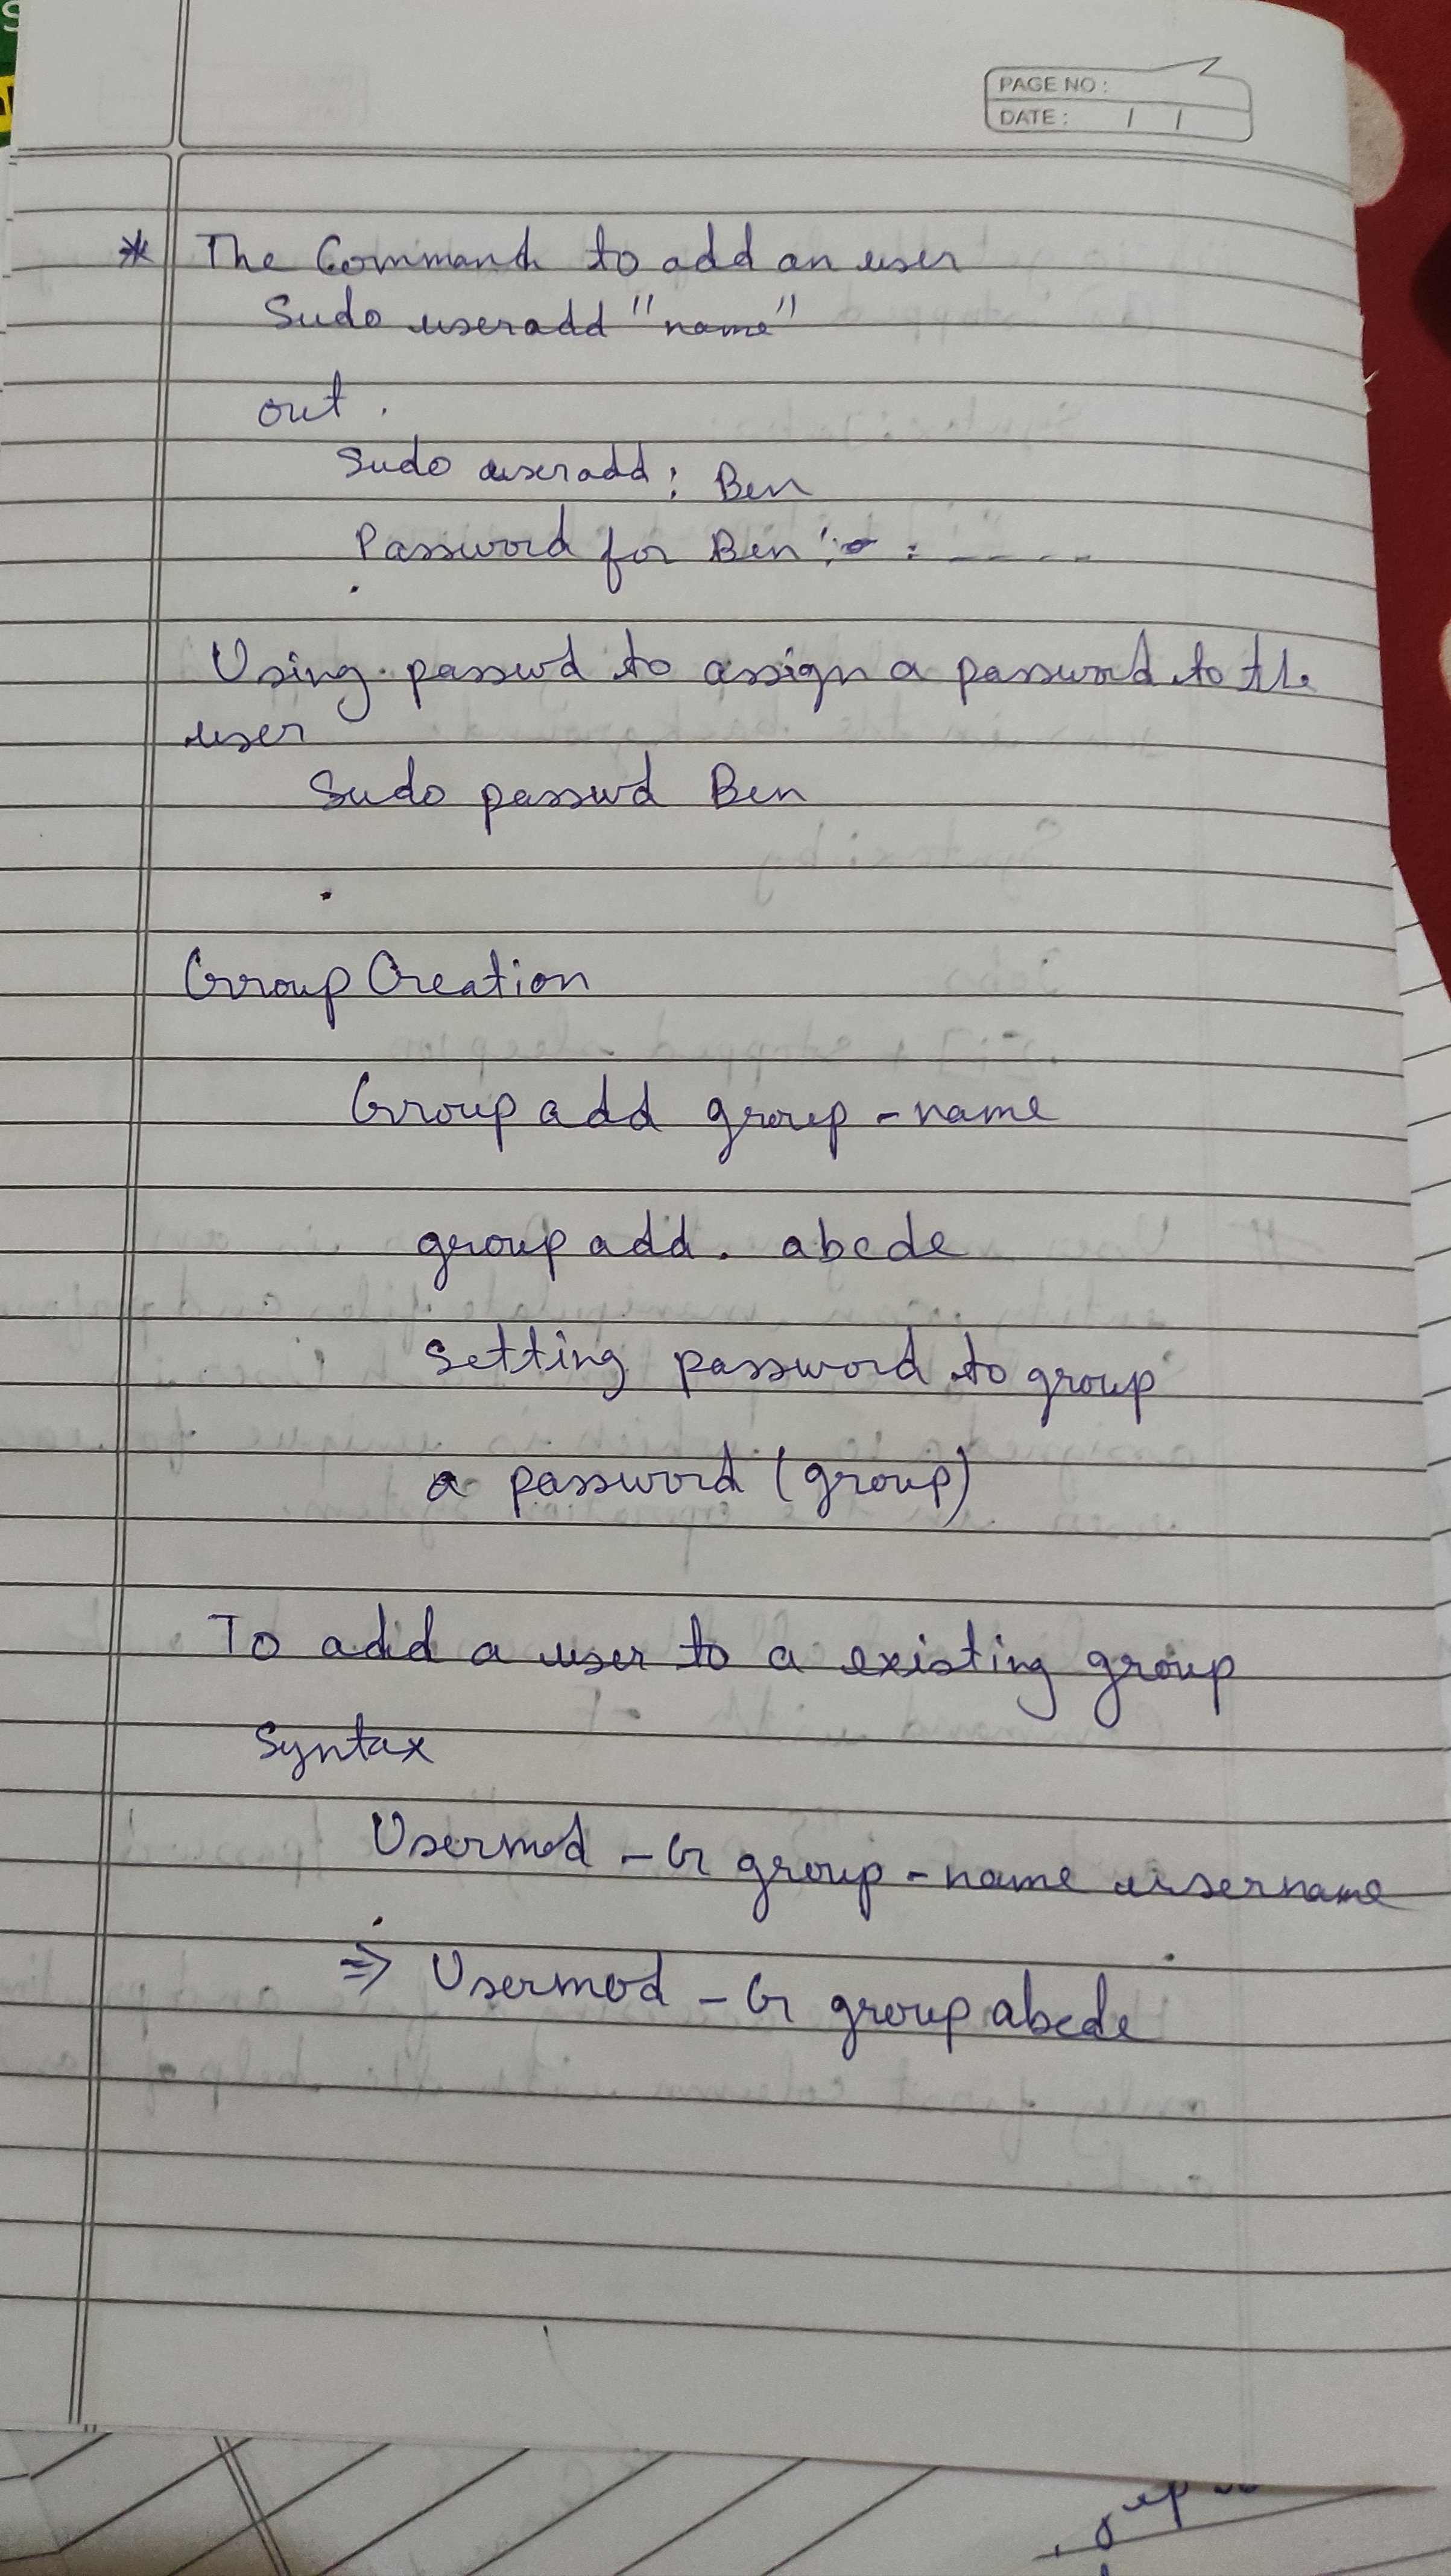 PAGE NO :
DATE : / /
* The Command to add an user
Sudo useradd "name"
out .
Sudo useradd : Ben
Password for Ben : - : - - - -
Using passwd to assign a password to the
user
Sudo passwd Ben
Group Creation
Group add group - name
group add . abcde
Setting password to group
a password (group)
To add a user to a existing group
Syntax
Usermod - G group - name username
⇒ Usermod - G group abcde